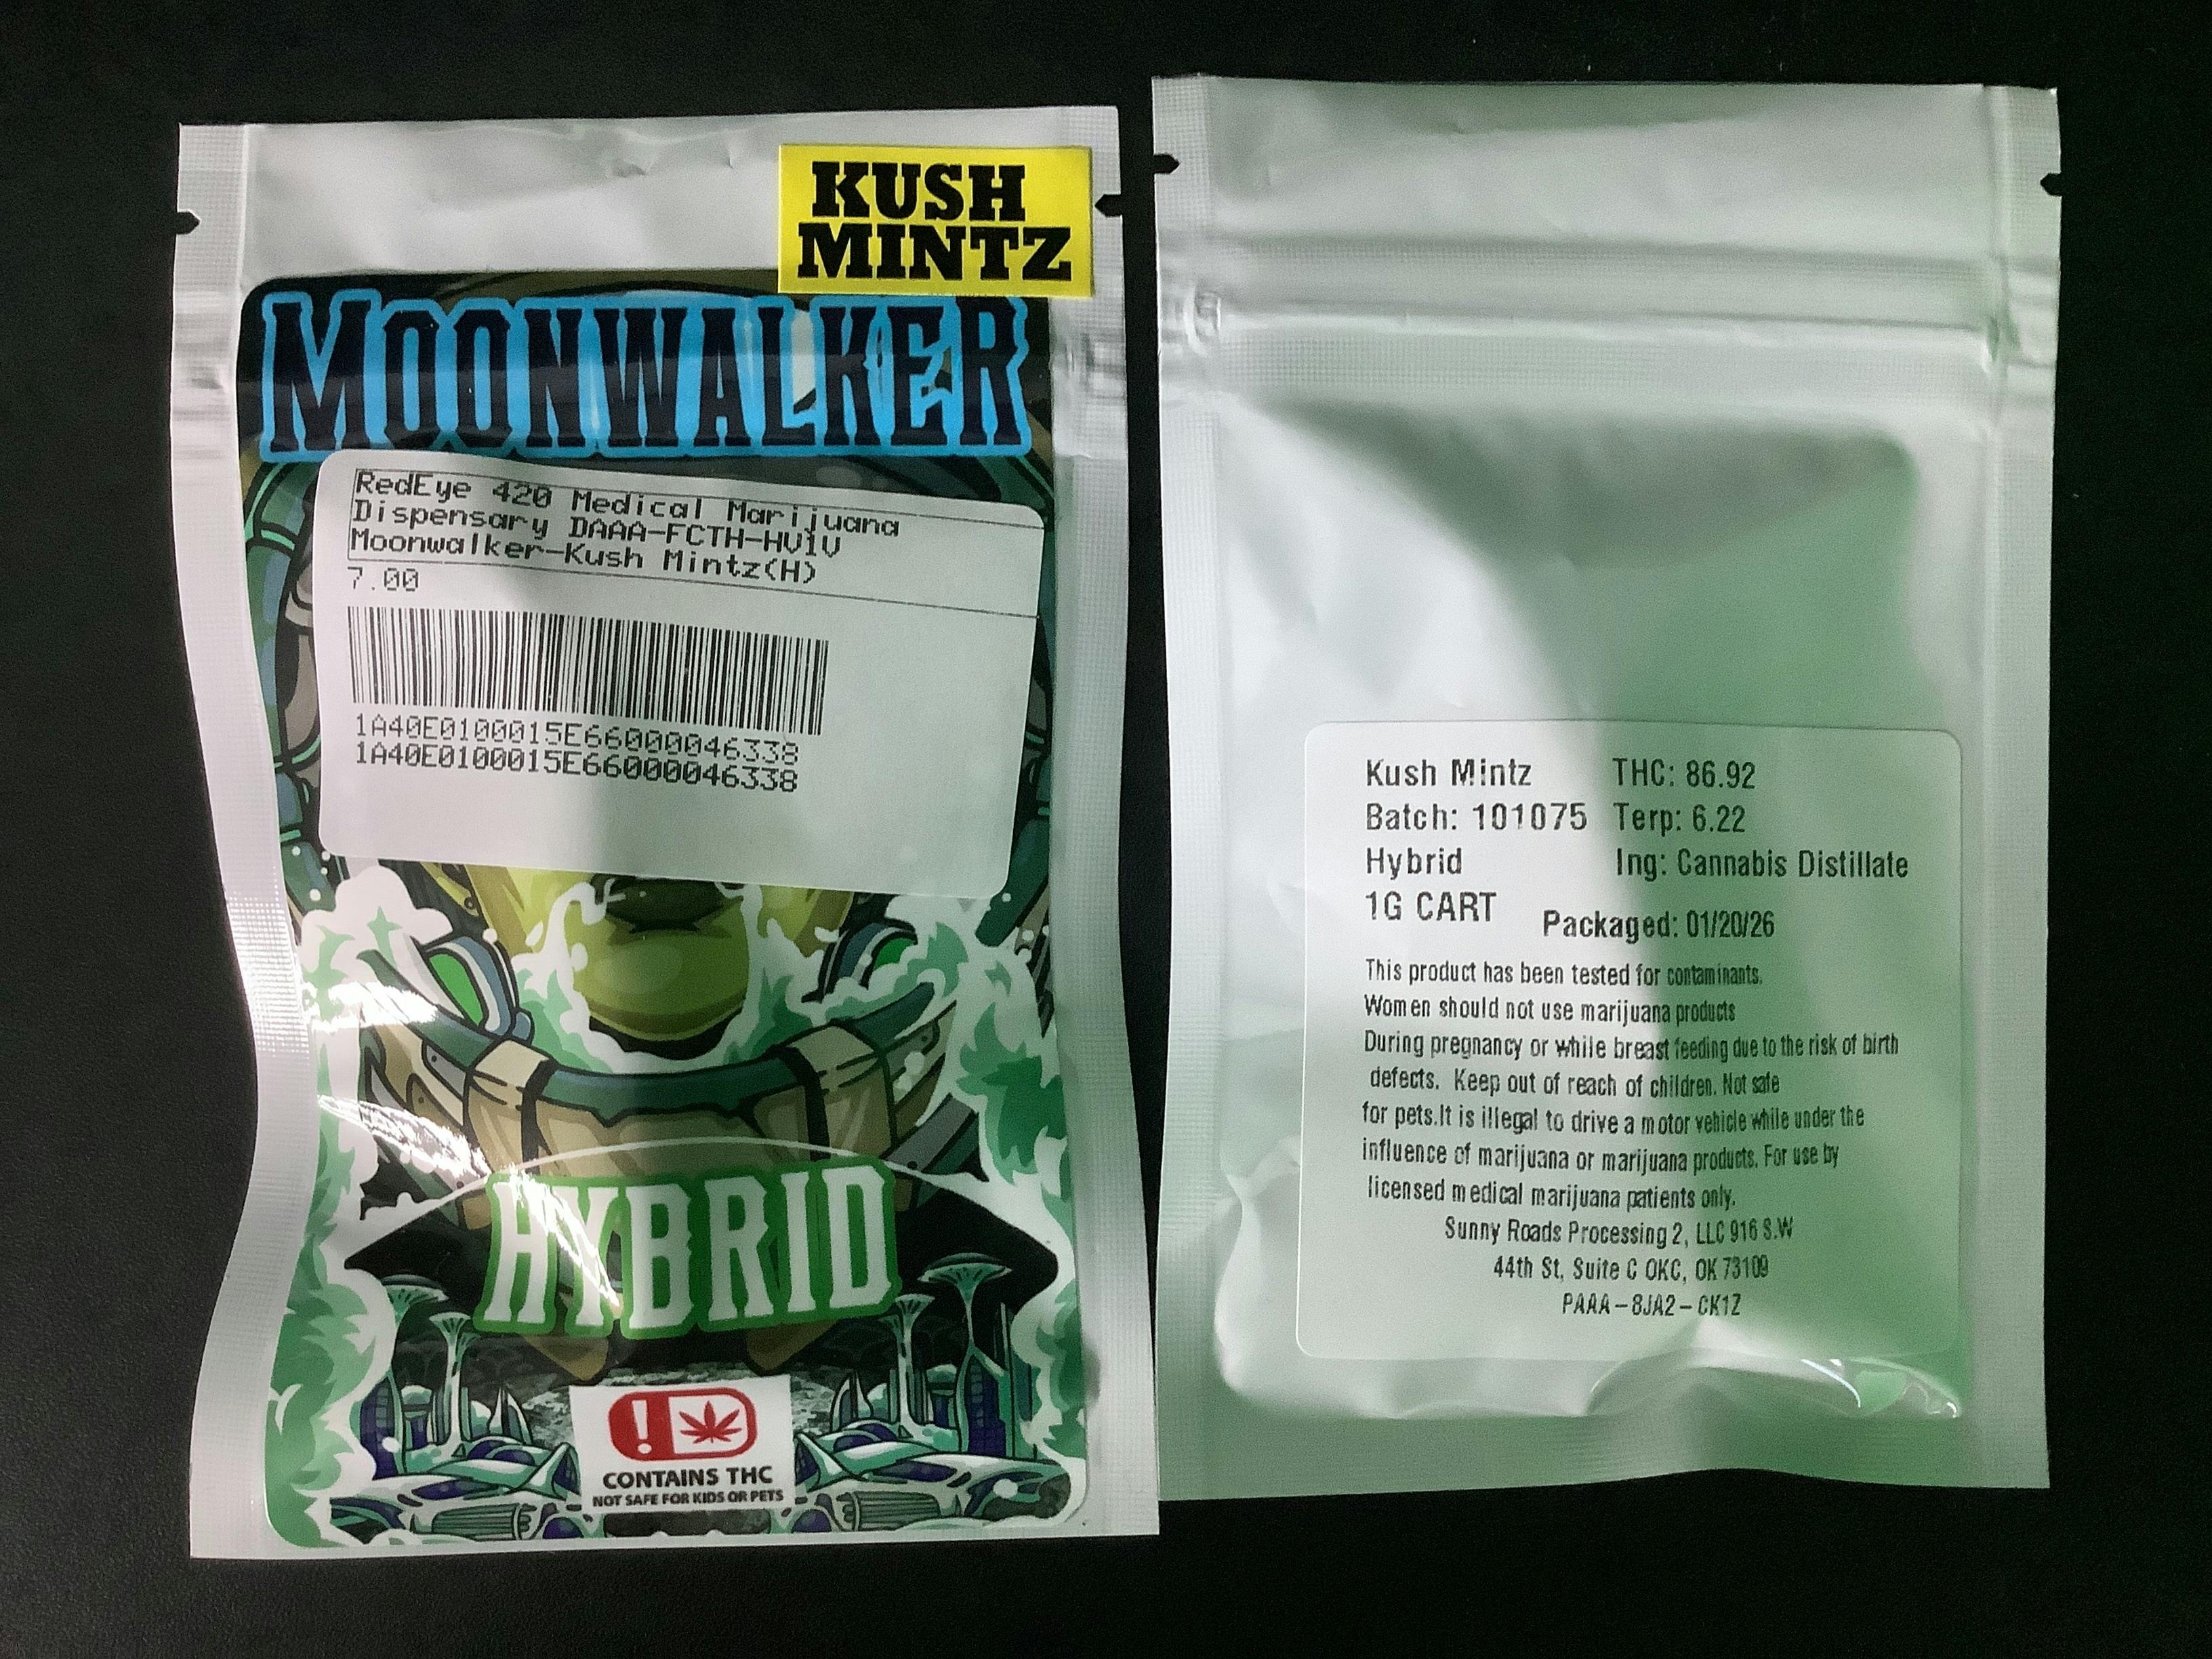 KUSH
MINTZ
MOONWALKER
RedEye 420 Medical Marijuana
Dispensary DAAA-FCTH-HV1V
Moonwalker-Kush Mintz(H)
7.00
1A40E0100015E66000046338
1A40E0100015E66000046338
HYBRID
!
CONTAINS THC
NOT SAFE FOR KIDS OR PETS
Kush Mintz THC: 86.92
Batch: 101075 Terp: 6.22
Hybrid Ing: Cannabis Distillate
1G CART
Packaged: 01/20/26
This product has been tested for contaminants.
Women should not use marijuana products
During pregnancy or while breast feeding due to the risk of birth
defects. Keep out of reach of children. Not safe
for pets.It is illegal to drive a motor vehicle while under the
influence of marijuana or marijuana products. For use by
licensed medical marijuana patients only.
Sunny Roads Processing 2, LLC 916 S.W
44th St, Suite C OKC, OK 73109
PAAA-8JA2-CK1Z